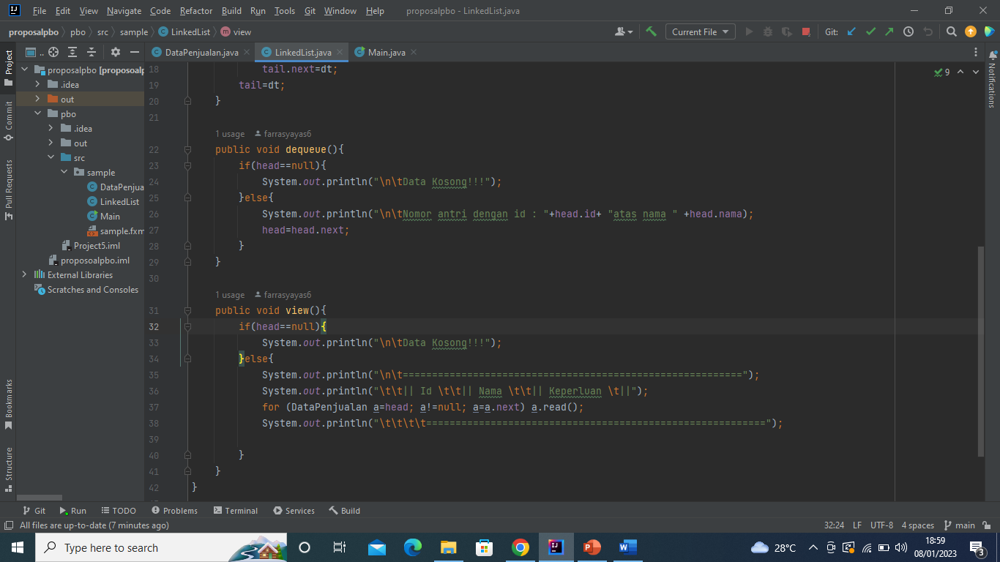 File Edit View Navigate Code Refactor Build Run Tools Git Window Help proposalpbo - LinkedList.java
proposalpbo pbo src sample LinkedList view Current File Git:
.. DataPenjualan.java LinkedList.java Main.java
Project
Commit
Pull Requests
Bookmarks
Structure
proposalpbo [proposoalp
.idea
out
pbo
.idea
out
src
sample
DataPenjua
LinkedList
Main
sample.fxm
Project5.iml
proposoalpbo.iml
External Libraries
Scratches and Consoles
9
Notifications
18 tail.next=dt;
19 tail=dt;
20 }
21
1 usage farrasyayas6
22 public void dequeue(){
23 if(head==null){
24 System.out.println("\n\tData Kosong!!!");
25 }else{
26 System.out.println("\n\tNomor antri dengan id : "+head.id+ "atas nama " +head.nama);
27 head=head.next;
28 }
29 }
30
1 usage farrasyayas6
31 public void view(){
32 if(head==null){
33 System.out.println("\n\tData Kosong!!!");
34 }else{
35 System.out.println("\n\t==========================================================");
36 System.out.println("\t\t|| Id \t\t|| Nama \t\t|| Keperluan \t||");
37 for (DataPenjualan a=head; a!=null; a=a.next) a.read();
38 System.out.println("\t\t\t\t==========================================================");
39
40 }
41 }
42 }
Git Run TODO Problems Terminal Services Build
All files are up-to-date (7 minutes ago) 32:24 LF UTF-8 4 spaces main
Type here to search 28°C 18:59
08/01/2023 3